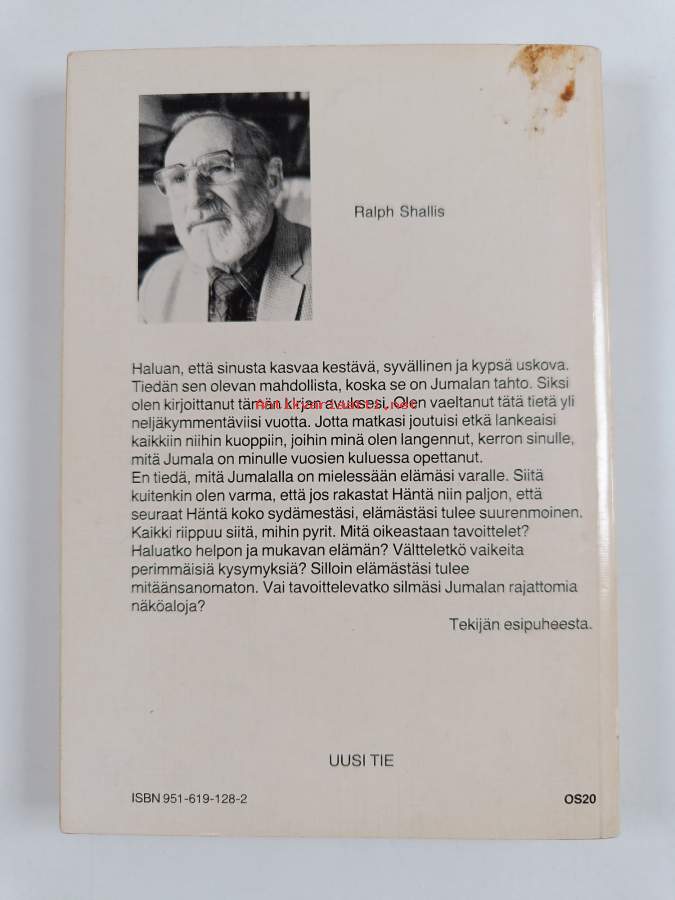 Ralph Shallis
Haluan, että sinusta kasvaa kestävä, syvällinen ja kypsä uskova.
Tiedän sen olevan mahdollista, koska se on Jumalan tahto. Siksi
olen kirjoittanut tämän kirjan avuksesi. Olen vaeltanut tätä tietä yli
Antikvariaatti.net
neljäkymmentäviisi vuotta. Jotta matkasi joutuisi etkä lankeaisi
kaikkiin niihin kuoppiin, joihin minä olen langennut, kerron sinulle,
mitä Jumala on minulle vuosien kuluessa opettanut.
En tiedä, mitä Jumalalla on mielessään elämäsi varalle. Siitä
kuitenkin olen varma, että jos rakastat Häntä niin paljon, että
seuraat Häntä koko sydämestäsi, elämästäsi tulee suurenmoinen.
Kaikki riippuu siitä, mihin pyrit. Mitä oikeastaan tavoittelet?
Haluatko helpon ja mukavan elämän? Vältteletkö vaikeita
perimmäisiä kysymyksiä? Silloin elämästäsi tulee
mitäänsanomaton. Vai tavoittelevatko silmäsi Jumalan rajattomia
näköaloja?
Tekijän esipuheesta.
UUSI TIE
ISBN 951-619-128-2
OS20